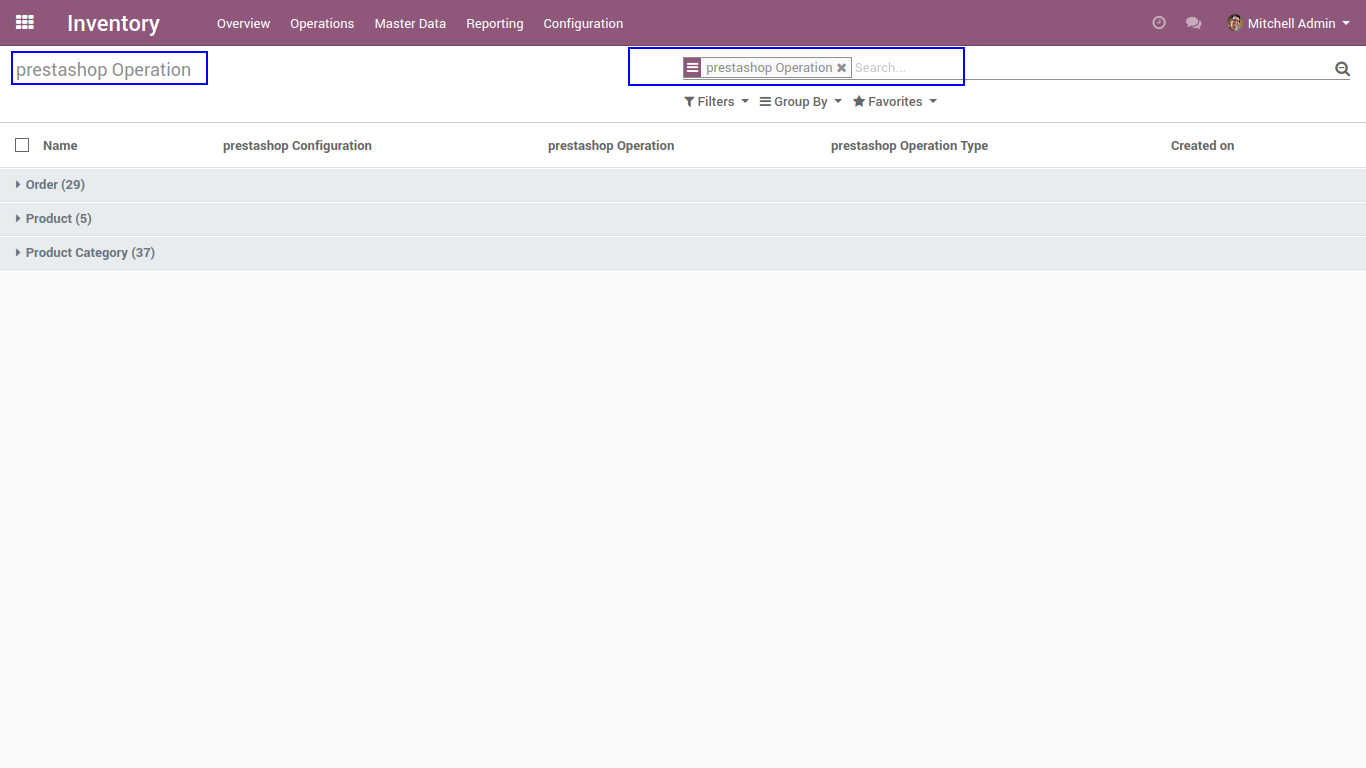 Inventory Overview Operations Master Data Reporting Configuration Mitchell Admin
prestashop Operation prestashop Operation Search...
Filters Group By Favorites
Name prestashop Configuration prestashop Operation prestashop Operation Type Created on
Order (29)
Product (5)
Product Category (37)